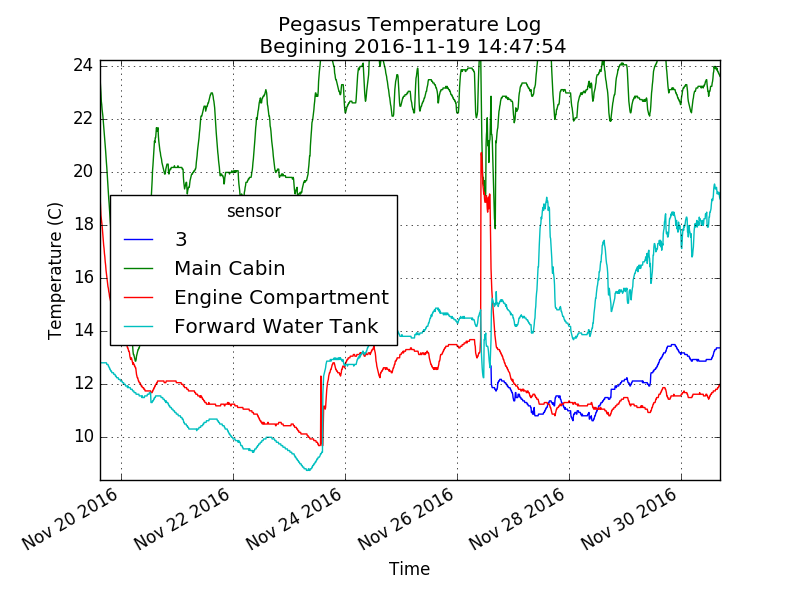 Pegasus Temperature Log
Begining 2016-11-19 14:47:54
24
22
20
18
16
14
12
10
Temperature (C)
sensor
3
Main Cabin
Engine Compartment
Forward Water Tank
Nov 20 2016
Nov 22 2016
Nov 24 2016
Nov 26 2016
Nov 28 2016
Nov 30 2016
Time